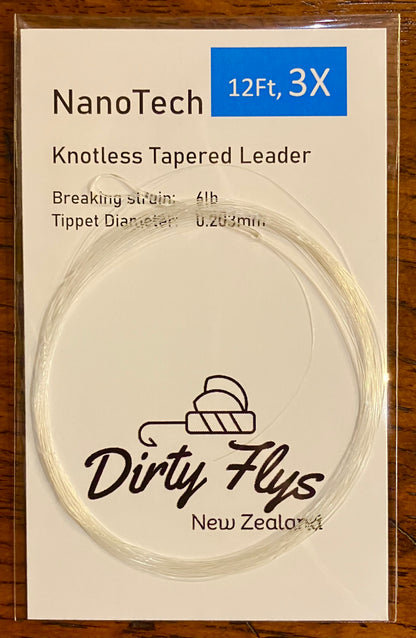 NanoTech
12Ft, 3X
Knotless Tapered Leader
Breaking strain: 6lb
Tippet Diameter: 0.203mm
Dirty Flys
New Zealand